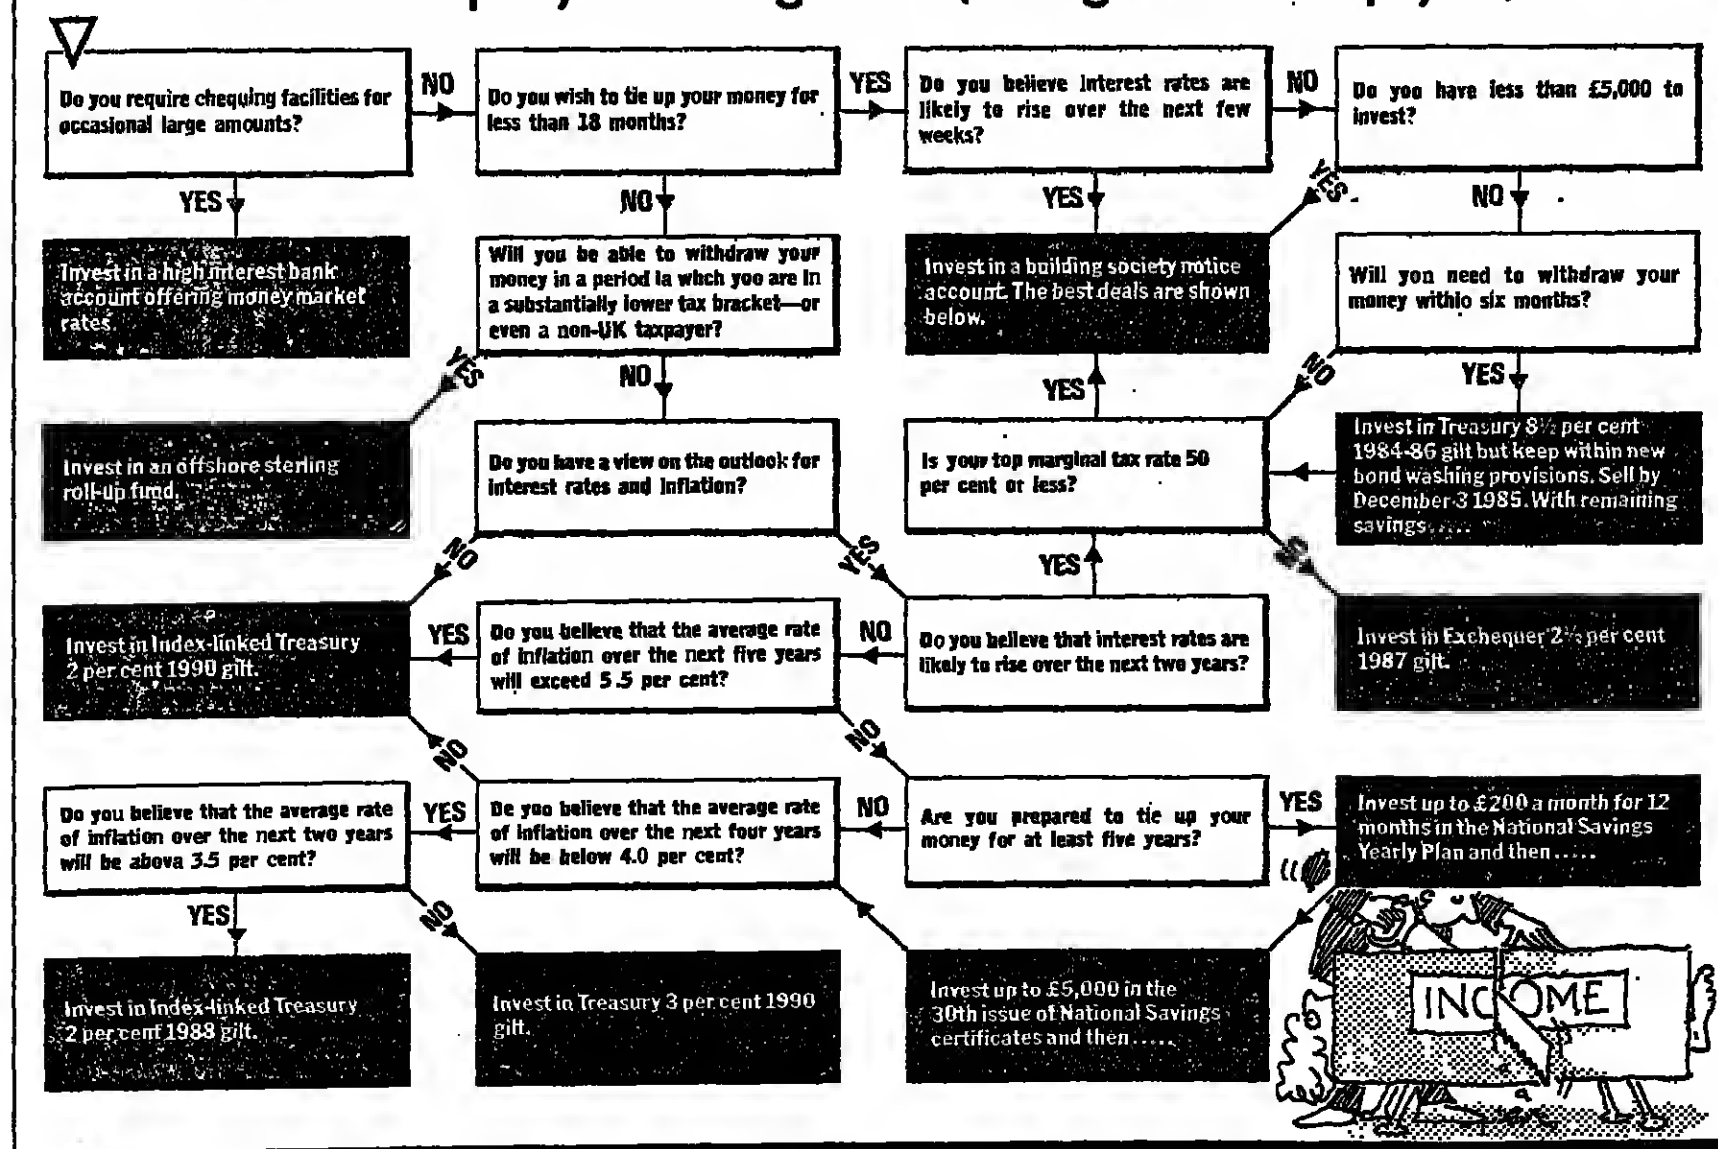 NO
YES
NO
Do you require chequing facilities for
occasional large amounts?
Do you wish to tie up your money for
less than 18 months?
Do you believe interest rates are
likely to rise over the next few
weeks?
Do yoo have less than £5,000 to
invest?
YES
NO
YES
YES
NO
Invest in a high interest bank
account offering money market
rates.
Will you be able to withdraw your
money in a period ia whch yoo are in
a substantially lower tax bracket—or
even a non-UK taxpayer?
Invest in a building society notice
account. The best deals are shown
below.
Will yon need to withdraw your
money withio six months?
YES
NO
YES
NO
YES
Invest in an offshore sterling
roll-up fund.
Do you have a view on the outlook for
interest rates and inflation?
Is your top marginal tax rate 50
per cent or less?
Invest in Treasury 8½ per cent
1984-86 gilt but keep within new
bond washing provisions. Sell by
December 3 1985. With remaining
savings.....
NO
YES
YES
NO
Invest in Index-linked Treasury
2 per cent 1990 gilt.
YES
Do you believe that the average rate
of inflation over the next five years
will exceed 5.5 per cent?
NO
Do you believe that interest rates are
likely to rise over the next two years?
Invest in Exchequer 2½ per cent
1987 gilt.
NO
NO
Do you believe that the average rate
of inflation over the next two years
will be abova 3.5 per cent?
YES
De yoo believe that the average rate
of inflation over the next four years
will be below 4.0 per cent?
NO
Are you prepared to tie up your
money for at least five years?
YES
Invest up to £200 a month for 12
months in the National Savings
Yearly Plan and then.....
YES
NO
Invest in Index-linked Treasury
2 per cent 1988 gilt.
Invest in Treasury 3 per cent 1990
gilt.
Invest up to £5,000 in the
30th issue of National Savings
certificates and then.....
INCOME